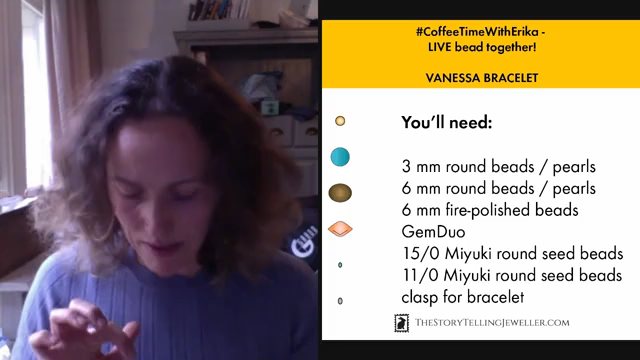 #CoffeeTimeWithErika -
LIVE bead together!
VANESSA BRACELET
You'll need:
3 mm round beads / pearls
6 mm round beads / pearls
6 mm fire-polished beads
GemDuo
15/0 Miyuki round seed beads
11/0 Miyuki round seed beads
clasp for bracelet
TheStoryTellingJeweller.com